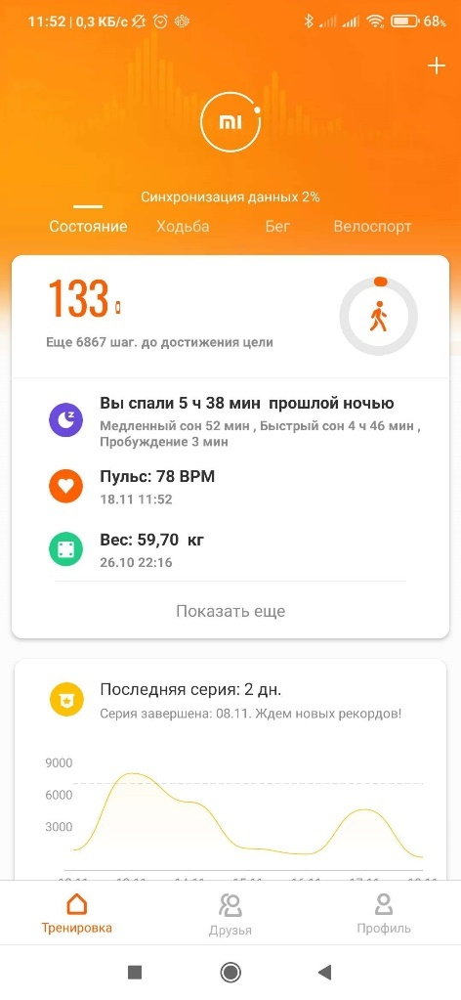 11:52 | 0,3 КБ/с 68%
mi
Синхронизация данных 2%
Состояние Ходьба Бег Велоспорт
133
Еще 6867 шаг. до достижения цели
Вы спали 5 ч 38 мин прошлой ночью
Медленный сон 52 мин , Быстрый сон 4 ч 46 мин ,
Пробуждение 3 мин
Пульс: 78 BPM
18.11 11:52
Вес: 59,70 кг
26.10 22:16
Показать еще
Последняя серия: 2 дн.
Серия завершена: 08.11. Ждем новых рекордов!
9000
6000
3000
Тренировка Друзья Профиль